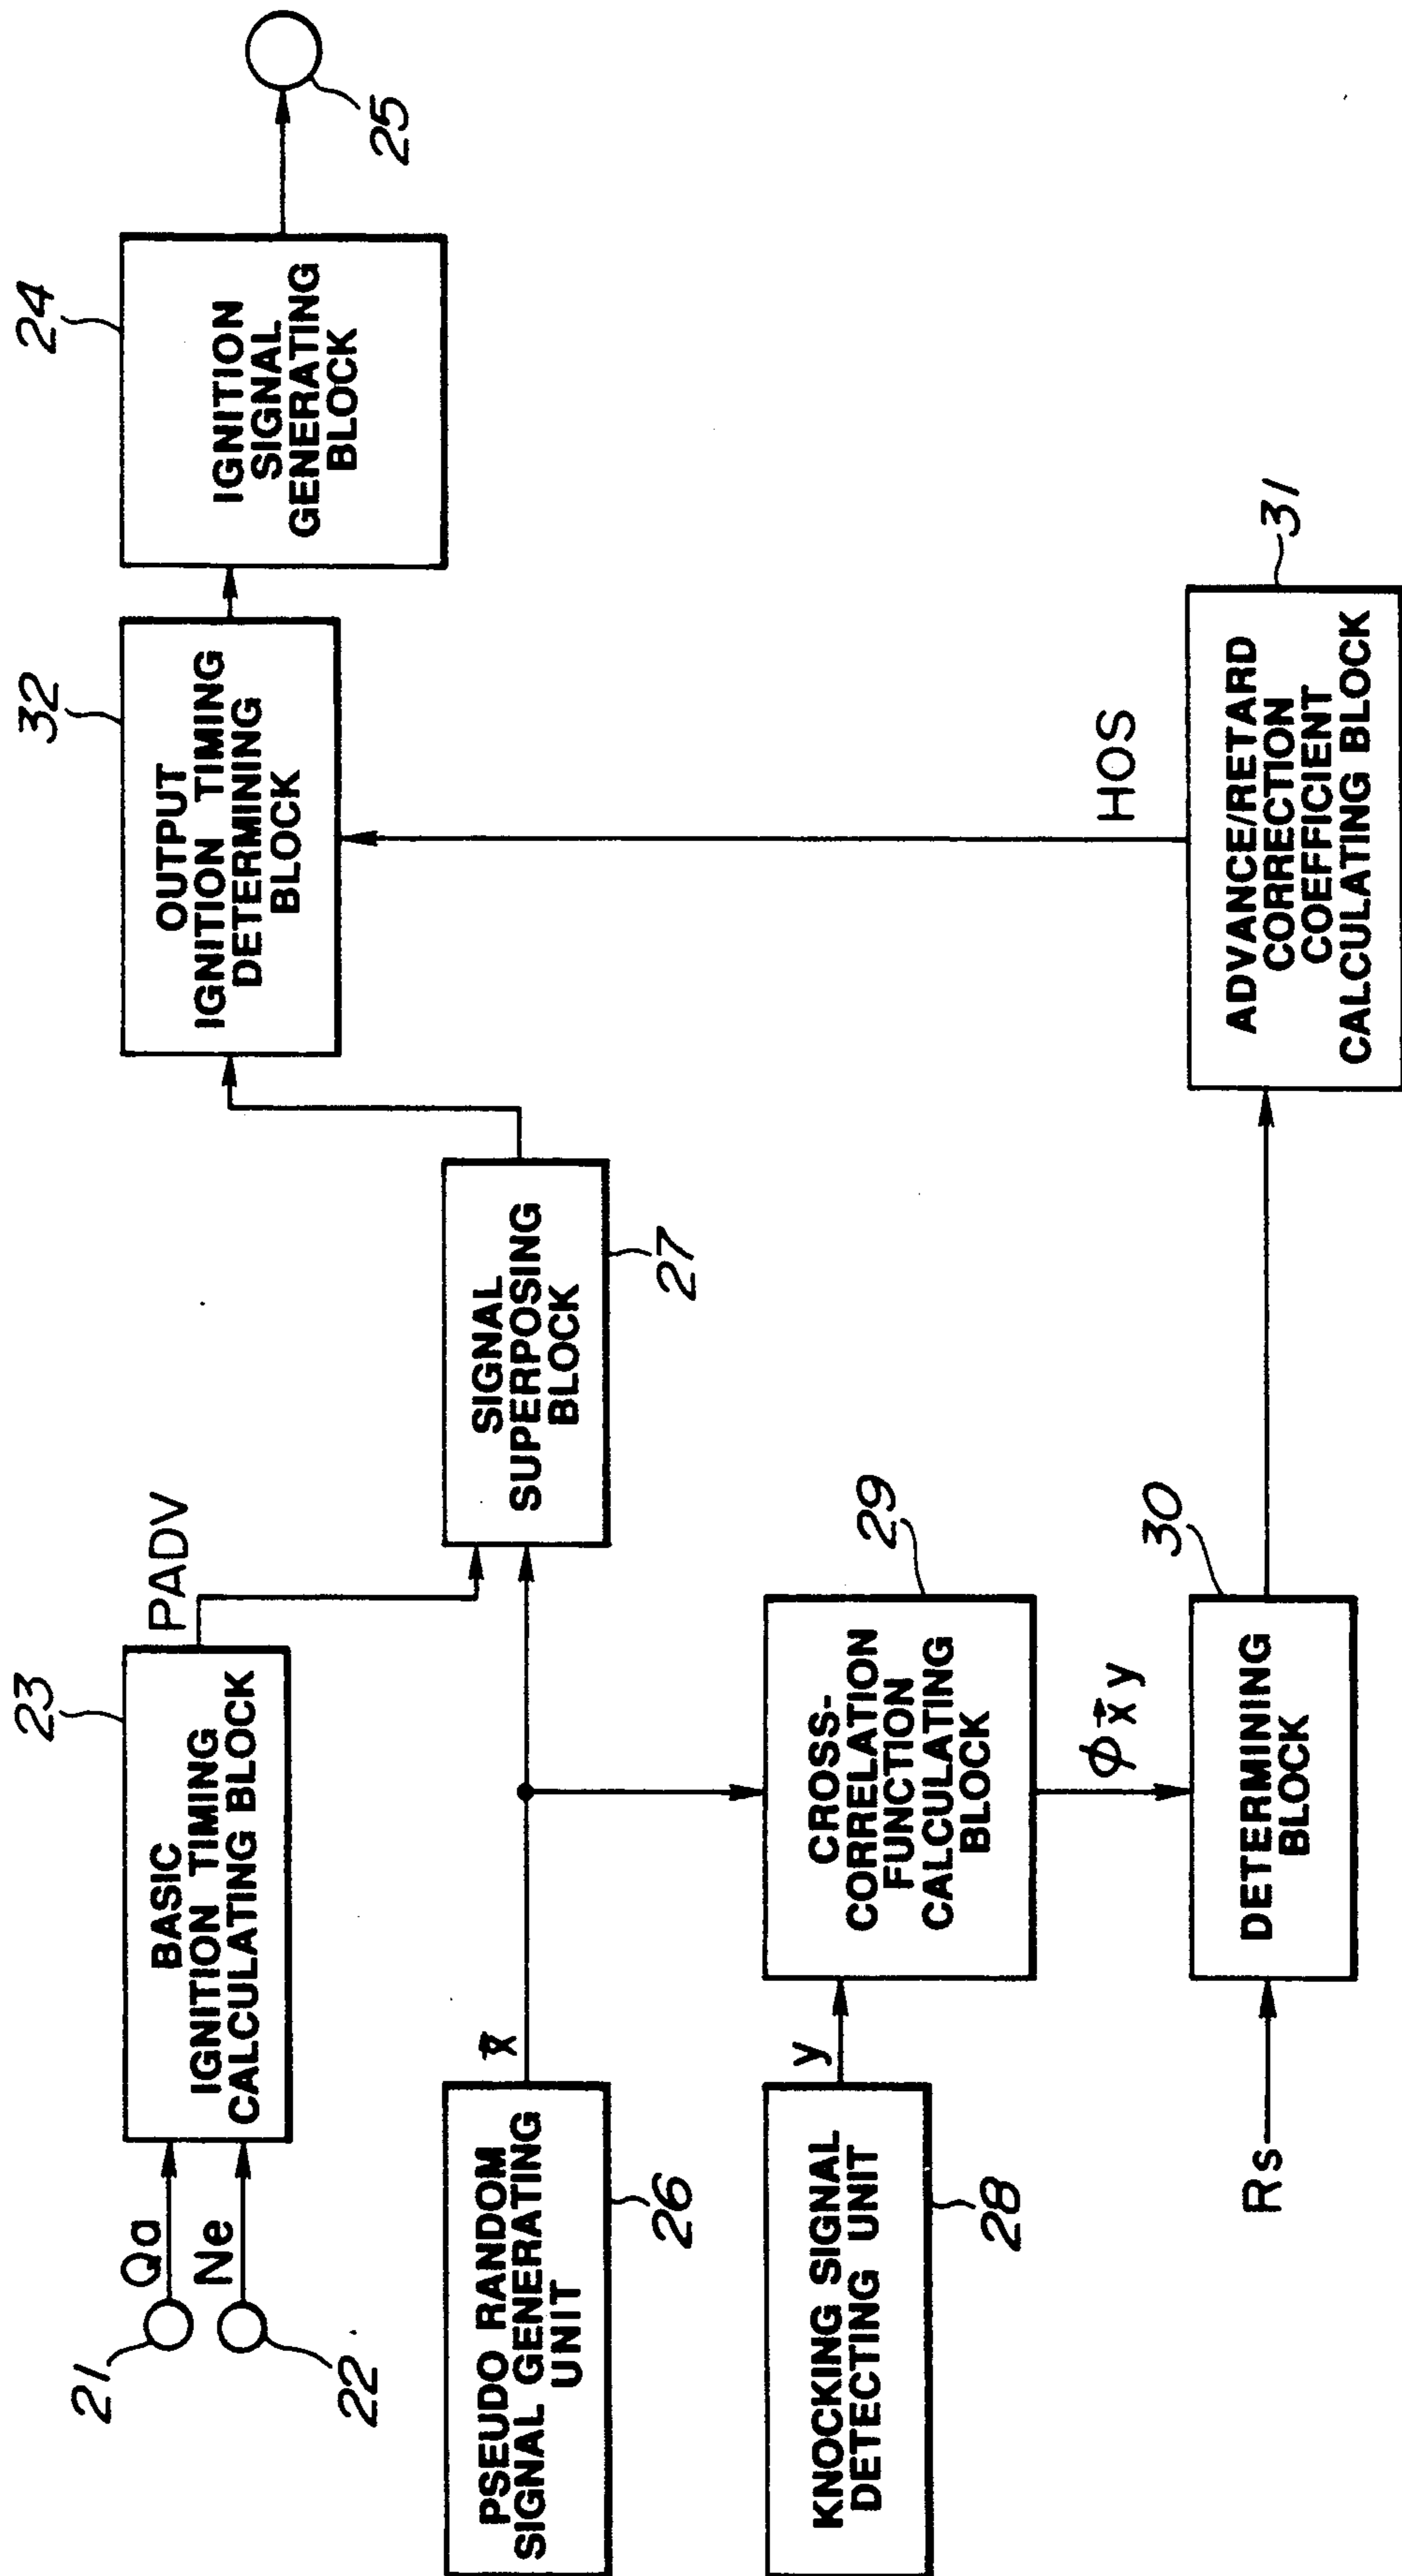 21
Qa
22
Ne
23
BASIC
IGNITION TIMING
CALCULATING BLOCK
PADV
32
OUTPUT
IGNITION TIMING
DETERMINING
BLOCK
24
IGNITION
SIGNAL
GENERATING
BLOCK
25
PSEUDO RANDOM
SIGNAL GENERATING
UNIT
26
x⃗
SIGNAL
SUPERPOSING
BLOCK
27
KNOCKING SIGNAL
DETECTING UNIT
28
y
29
CROSS-
CORRELATION
FUNCTION
CALCULATING
BLOCK
ϕx⃗y
HOS
Rs
30
DETERMINING
BLOCK
31
ADVANCE/RETARD
CORRECTION
COEFFICIENT
CALCULATING BLOCK